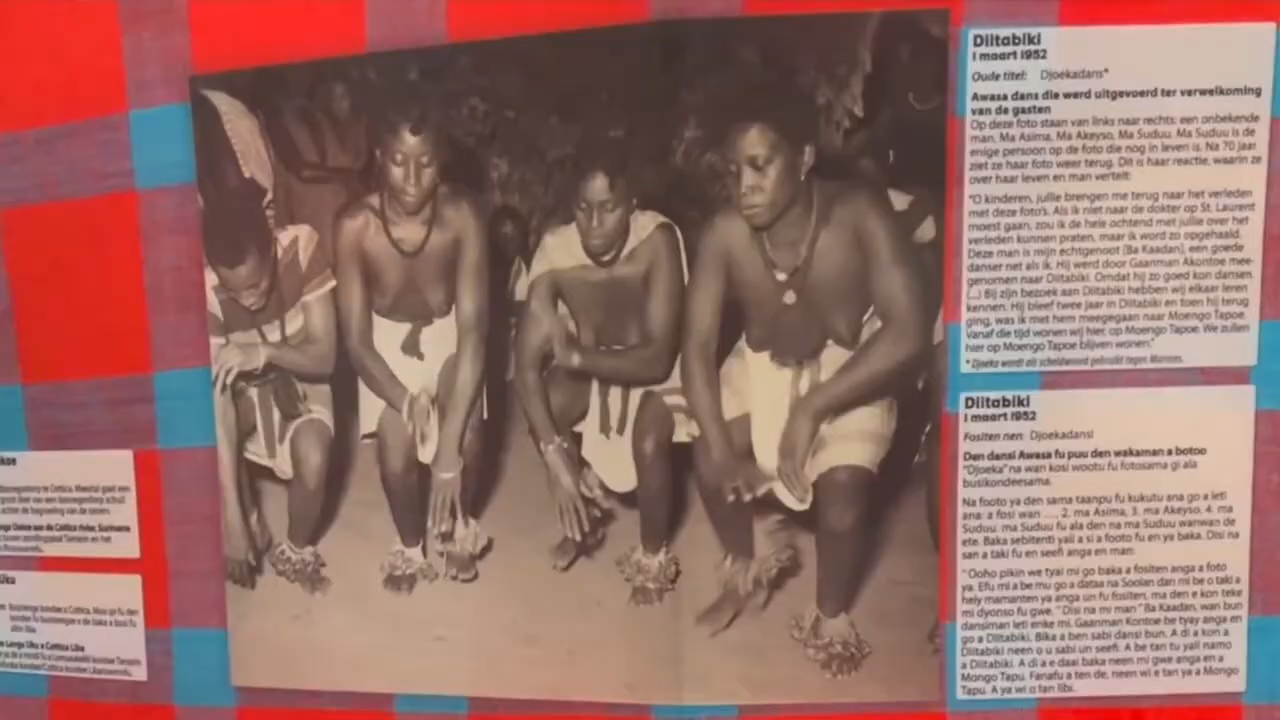 Diitabiki
1 maart 1952
Oude titel: Djoekadans*
Awasa dans die werd uitgevoerd ter verwelkoming
van de gasten
Op deze foto staan van links naar rechts: een onbekende
man, Ma Asima, Ma Akeyso, Ma Suduu. Ma Suduu is de
enige persoon op de foto die nog in leven is. Na 70 jaar
ziet ze haar foto weer terug. Dit is haar reactie, waarin ze
over haar leven en man vertelt:
"O kinderen, jullie brengen me terug naar het verleden
met deze foto's. Als ik niet naar de dokter op St. Laurent
moest gaan, zou ik de hele ochtend met jullie over het
verleden kunnen praten, maar ik word zo opgehaald.
Deze man is mijn echtgenoot [Ba Kaadan], een goede
danser net als ik. Hij werd door Gaanman Akontoe mee-
genomen naar Diitabiki. Omdat hij zo goed kon dansen.
(...) Bij zijn bezoek aan Diitabiki hebben wij elkaar leren
kennen. Hij bleef twee jaar in Diitabiki en toen hij terug
ging, was ik met hem meegegaan naar Moengo Tapoe.
Vanaf die tijd wonen wij hier, op Moengo Tapoe. We zullen
hier op Moengo Tapoe blijven wonen."
* Djoeka wordt als scheldwoord gebruikt tegen Marrons.
Diitabiki
1 maart 1952
Fositen nen: Djoekadansi
Den dansi Awasa fu puu den wakaman a botoo
"Djoeka" na wan kosi wootu fu fotosama gi ala
busikondeesama.
Na footo ya den sama taanpu fu kukutu ana go a leti
ana: a fosi wan ...., 2. ma Asima, 3. ma Akeyso, 4. ma
Suduu. ma Suduu fu ala den na ma Suduu wanwan de
ete. Baka sebitenti yali a si a footo fu en ya baka. Disi na
san a taki fu en seefi anga en man:
"Ooho pikin we tyai mi go baka a fositen anga a foto
ya. Efu mi a be mu go a dataa na Soolan dan mi be o taki a
hely mamanten ya anga un fu fositen, ma den e kon teke
mi dyonso fu gwe. "Disi na mi man" Ba Kaadan, wan bun
dansiman leti enke mi. Gaanman Kontoe be tyay anga en
go a Diitabiki. Bika a ben sabi dansi bun. A di a kon a
Diitabiki neen o u sabi un seefi. A be tan tu yali namo
a Diitabiki. A di a e daai baka neen mi gwe anga en a
Mongo Tapu. Fanafu a ten de, neen wi e tan ya a Mongo
Tapu. A ya wi o tan libi.